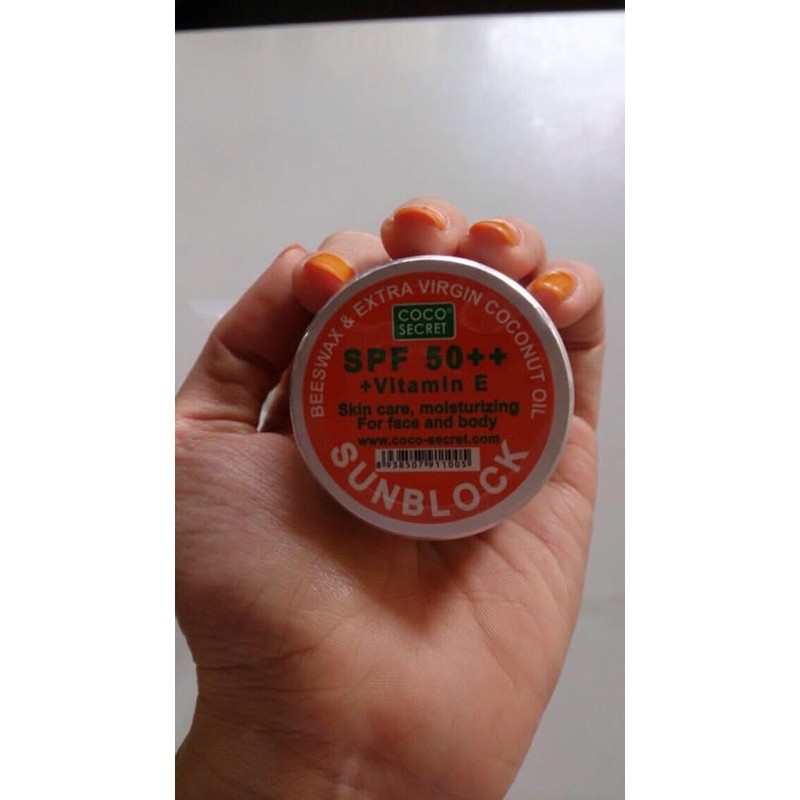 BEESWAX & EXTRA VIRGIN COCONUT OIL
COCO®
SECRET
SPF 50++
+Vitamin E
Skin care, moisturizing
For face and body
www.coco-secret.com
8938507911005
SUNBLOCK